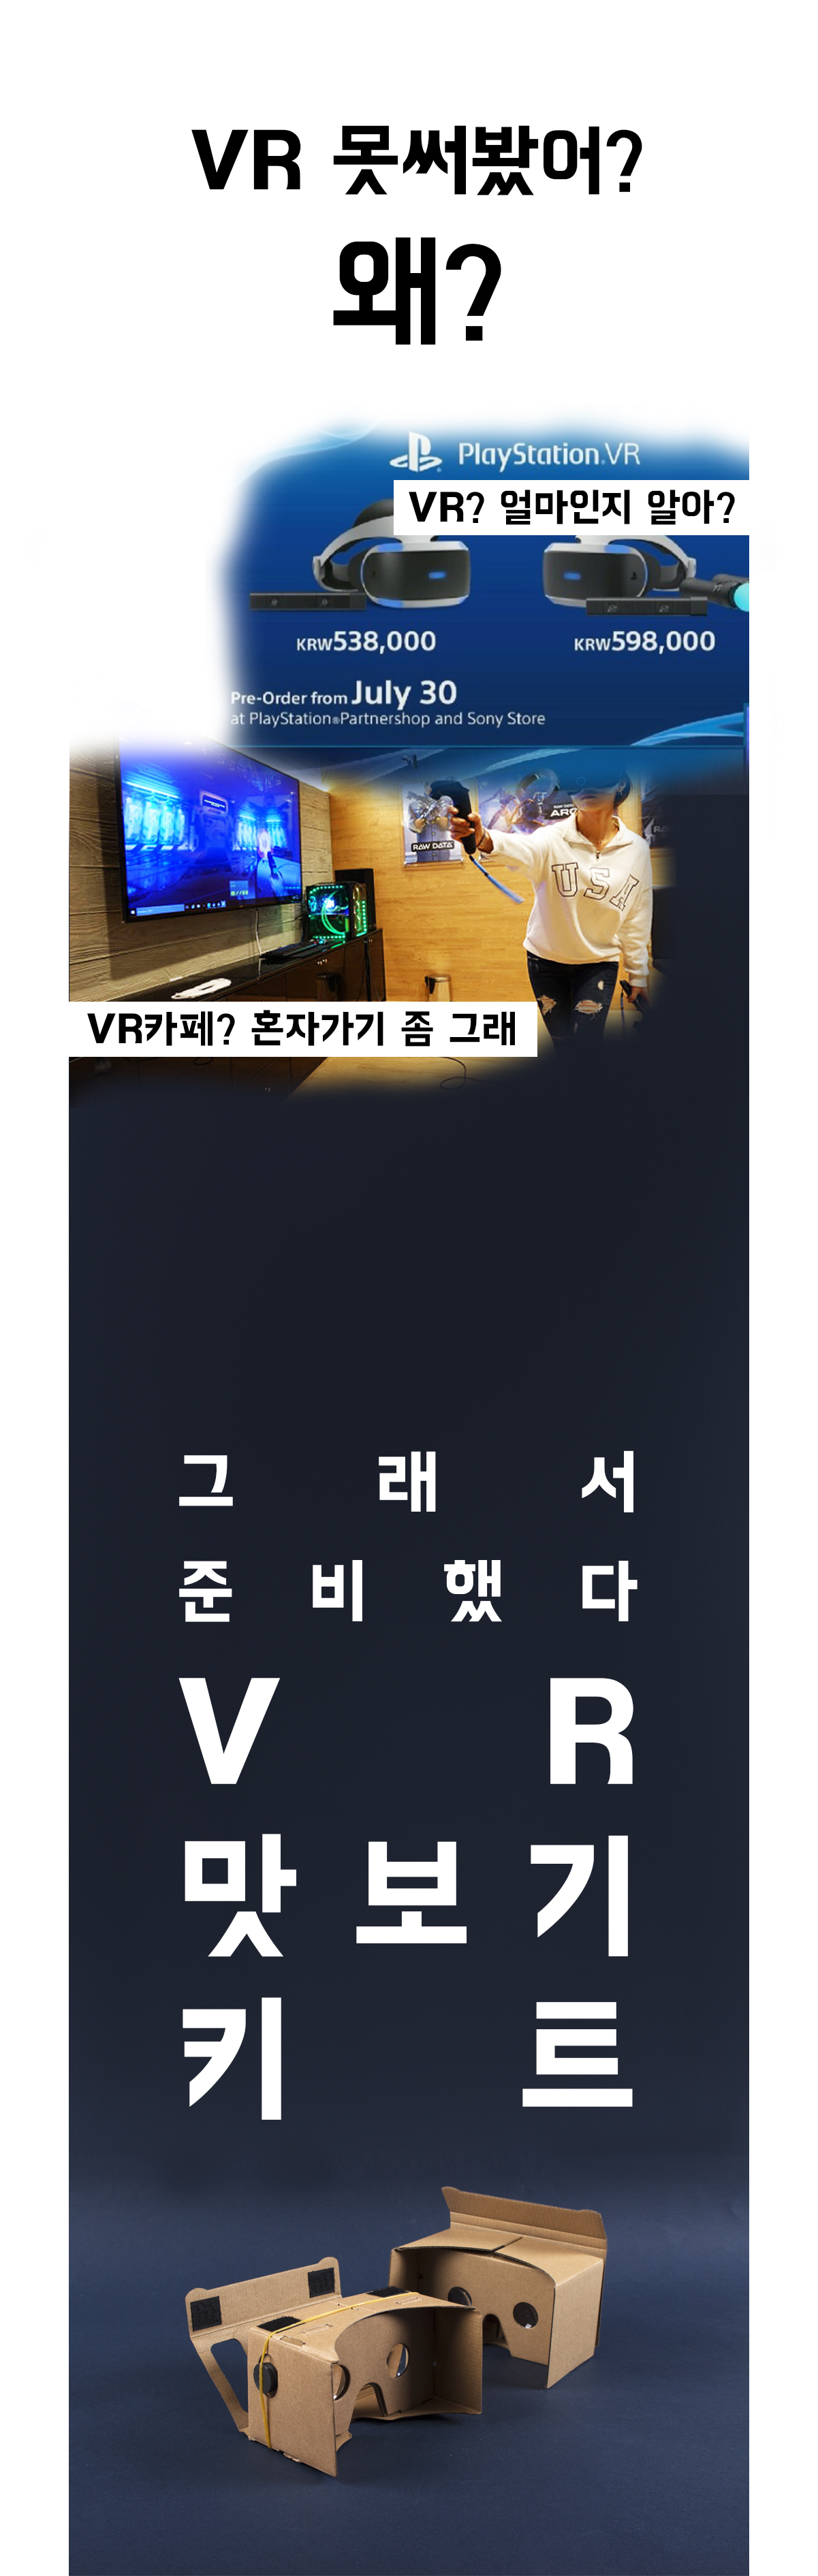 VR 못써봤어?
왜?
PlayStation.VR
VR? 얼마인지 알아?
KRW538,000
KRW598,000
Pre-Order from July 30
at PlayStation®Partnershop and Sony Store
RAW DATA
USA
VR카페? 혼자가기 좀 그래
그래서
준비했다
VR
맛보기
키트